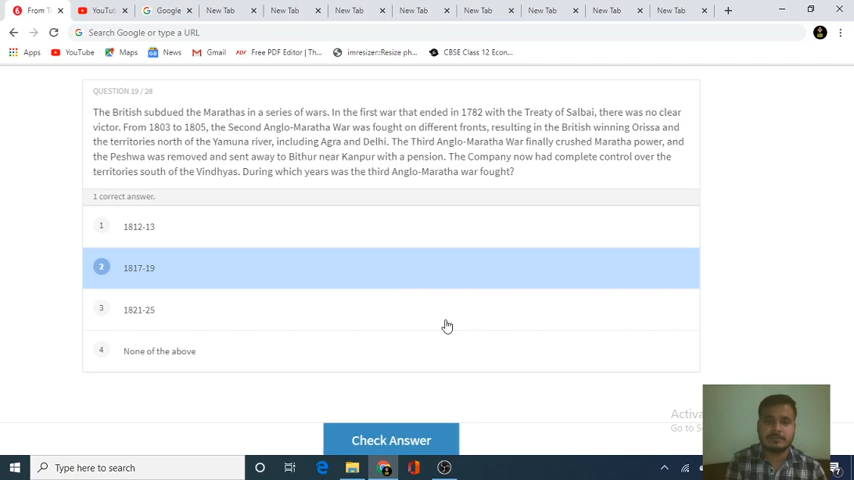 From T
YouTu
Google
New Tab
New Tab
New Tab
New Tab
New Tab
New Tab
New Tab
New Tab
Search Google or type a URL
Apps
YouTube
Maps
News
Gmail
PDF Free PDF Editor | Th...
imresizer:Resize ph...
CBSE Class 12 Econ...
QUESTION 19 / 28
The British subdued the Marathas in a series of wars. In the first war that ended in 1782 with the Treaty of Salbai, there was no clear
victor. From 1803 to 1805, the Second Anglo-Maratha War was fought on different fronts, resulting in the British winning Orissa and
the territories north of the Yamuna river, including Agra and Delhi. The Third Anglo-Maratha War finally crushed Maratha power, and
the Peshwa was removed and sent away to Bithur near Kanpur with a pension. The Company now had complete control over the
territories south of the Vindhyas. During which years was the third Anglo-Maratha war fought?
1 correct answer.
1 1812-13
2 1817-19
3 1821-25
4 None of the above
Activa
Go to S
Check Answer
Type here to search